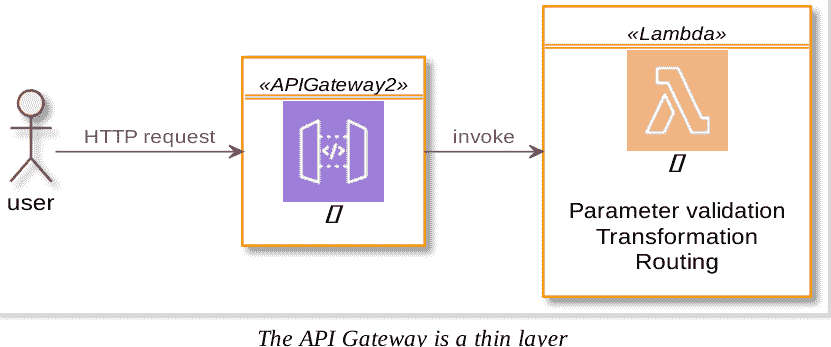 «Lambda»
«APIGateway2»
HTTP request
invoke
user
[]
[]
Parameter validation
Transformation
Routing
The API Gateway is a thin layer